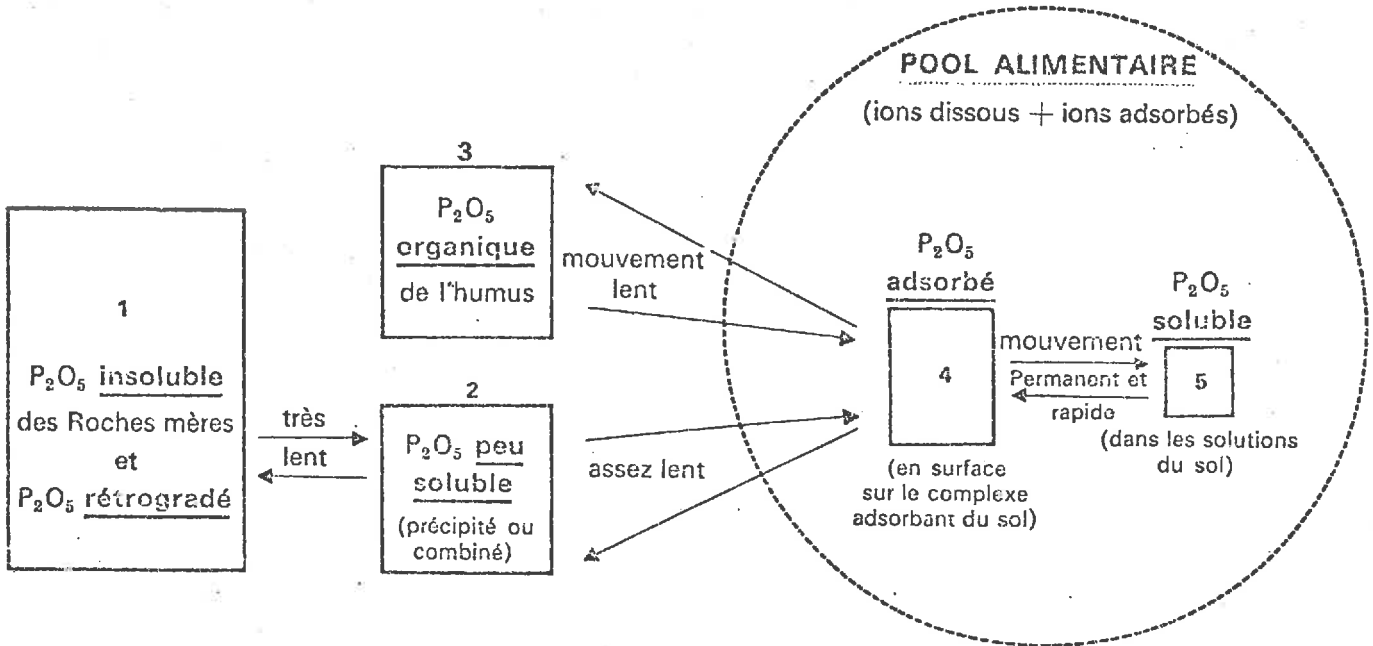 POOL ALIMENTAIRE
(ions dissous + ions adsorbés)
1
P₂O₅ insoluble
des Roches mères
et
P₂O₅ rétrogradé
très
lent
3
P₂O₅
organique
de l'humus
mouvement
lent
2
P₂O₅ peu
soluble
(précipité ou
combiné)
assez lent
P₂O₅
adsorbé
4
(en surface
sur le complexe
adsorbant du sol)
mouvement
Permanent et
rapide
P₂O₅
soluble
5
(dans les solutions
du sol)